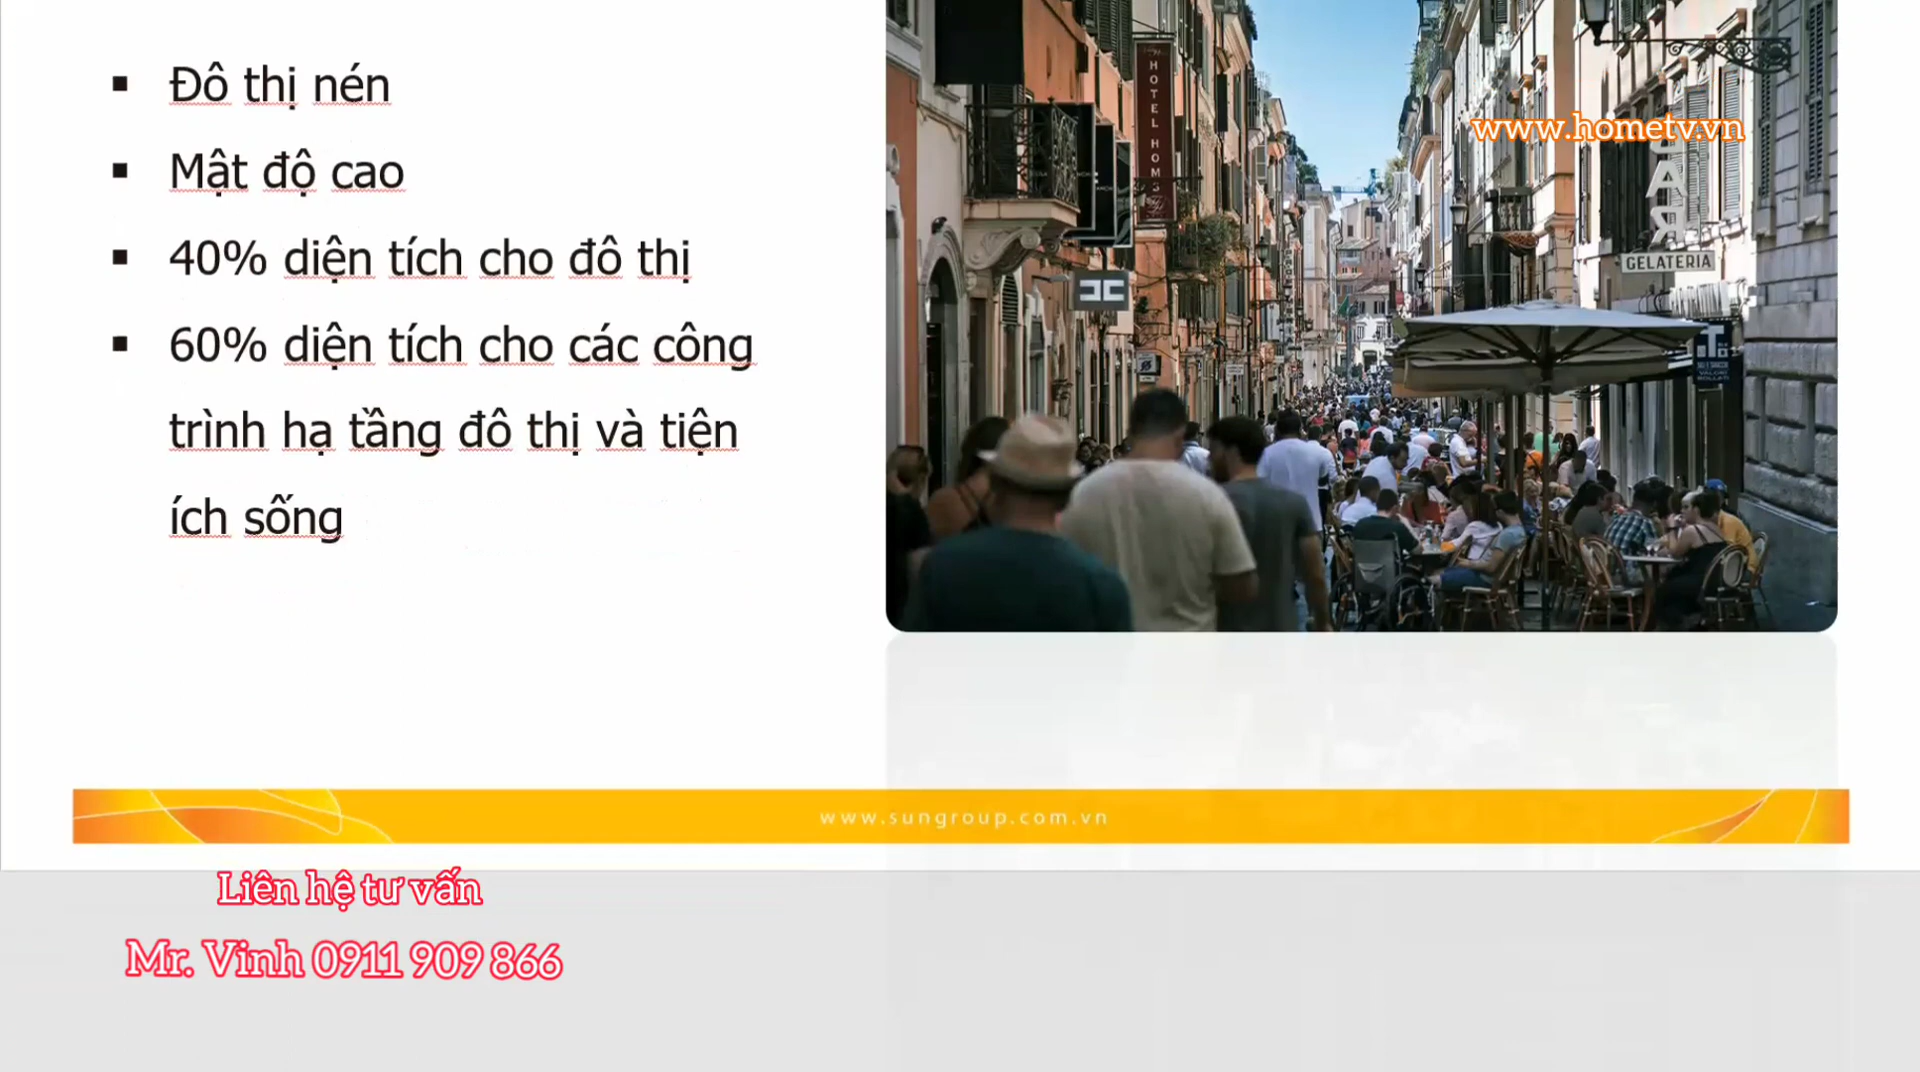 Đô thị nén
Mật độ cao
40% diện tích cho đô thị
60% diện tích cho các công
trình hạ tầng đô thị và tiện
ích sống
HOTEL HOMS
www.hometv.vn
BAR
GELATERIA
www.sungroup.com.vn
Liên hệ tư vấn
Mr. Vinh 0911 909 866